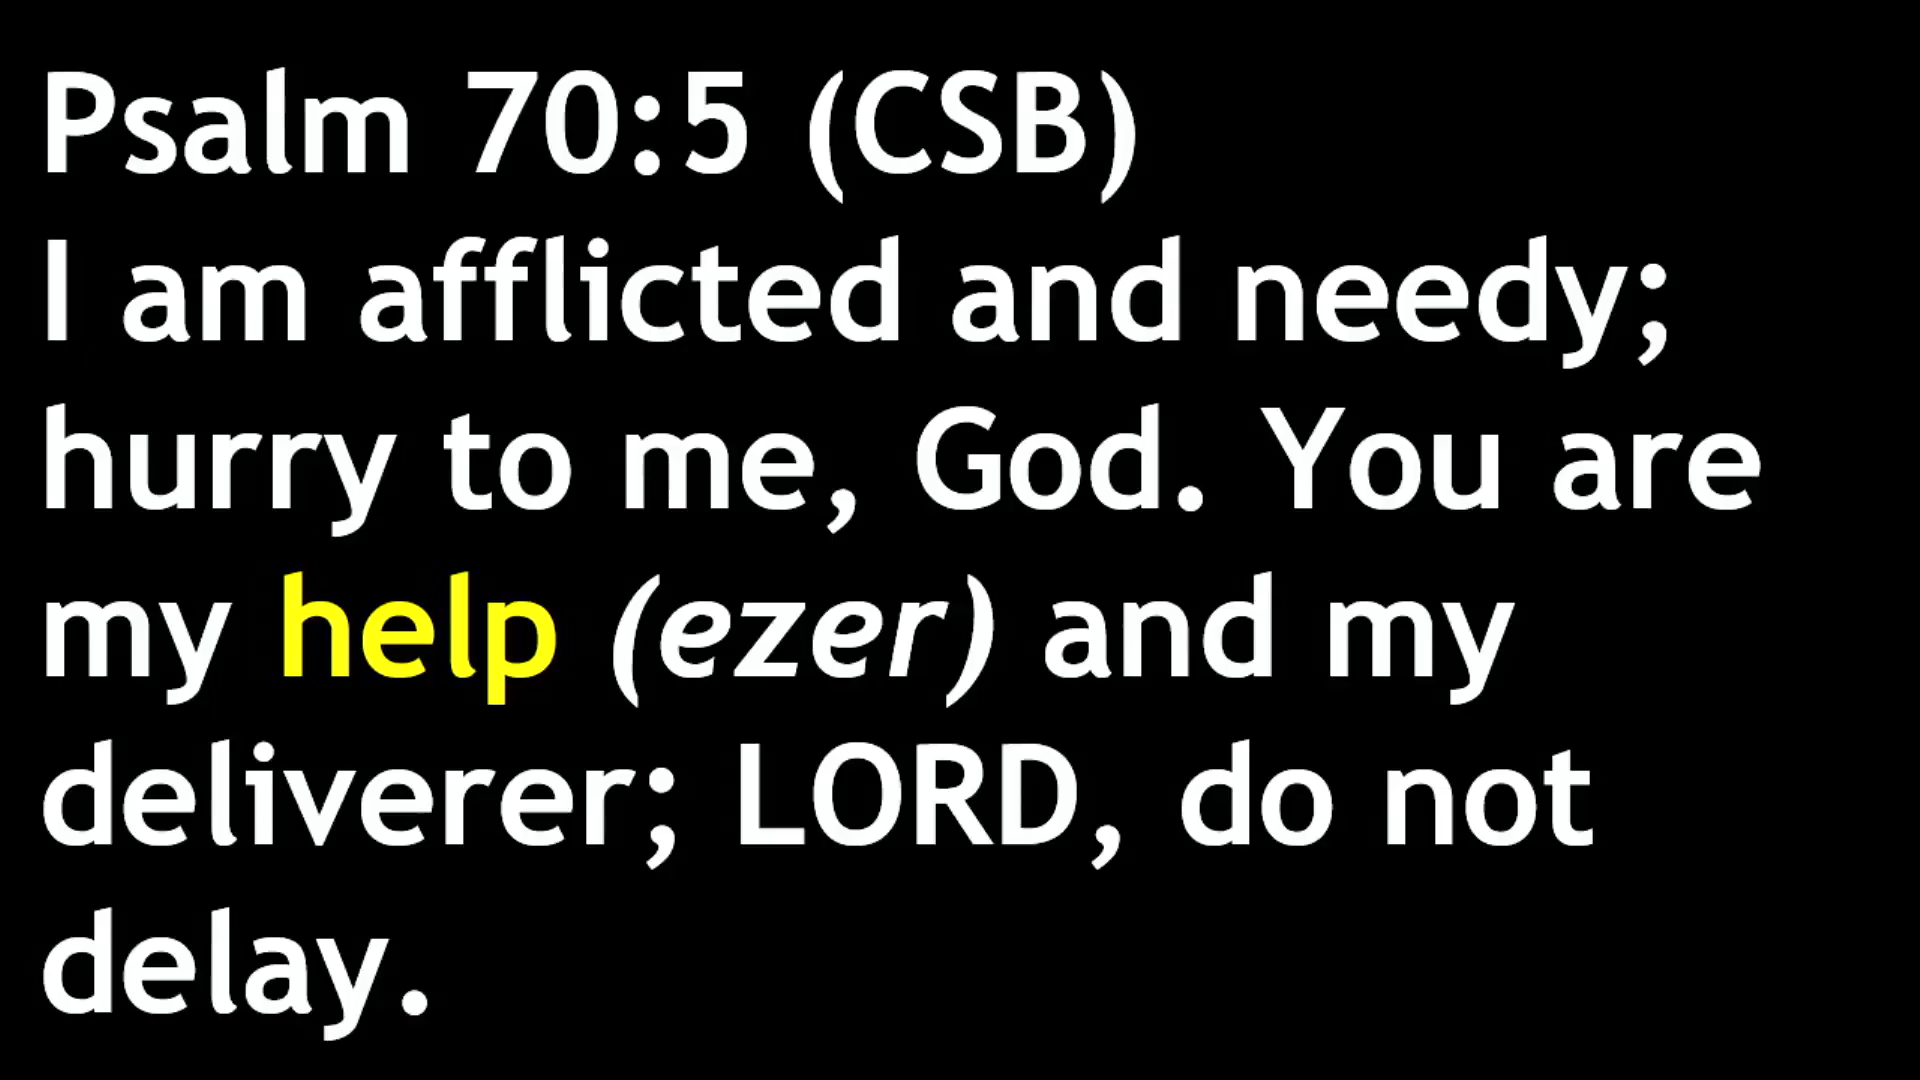 Psalm 70:5 (CSB)
I am afflicted and needy;
hurry to me, God. You are
my help (ezer) and my
deliverer; LORD, do not
delay.